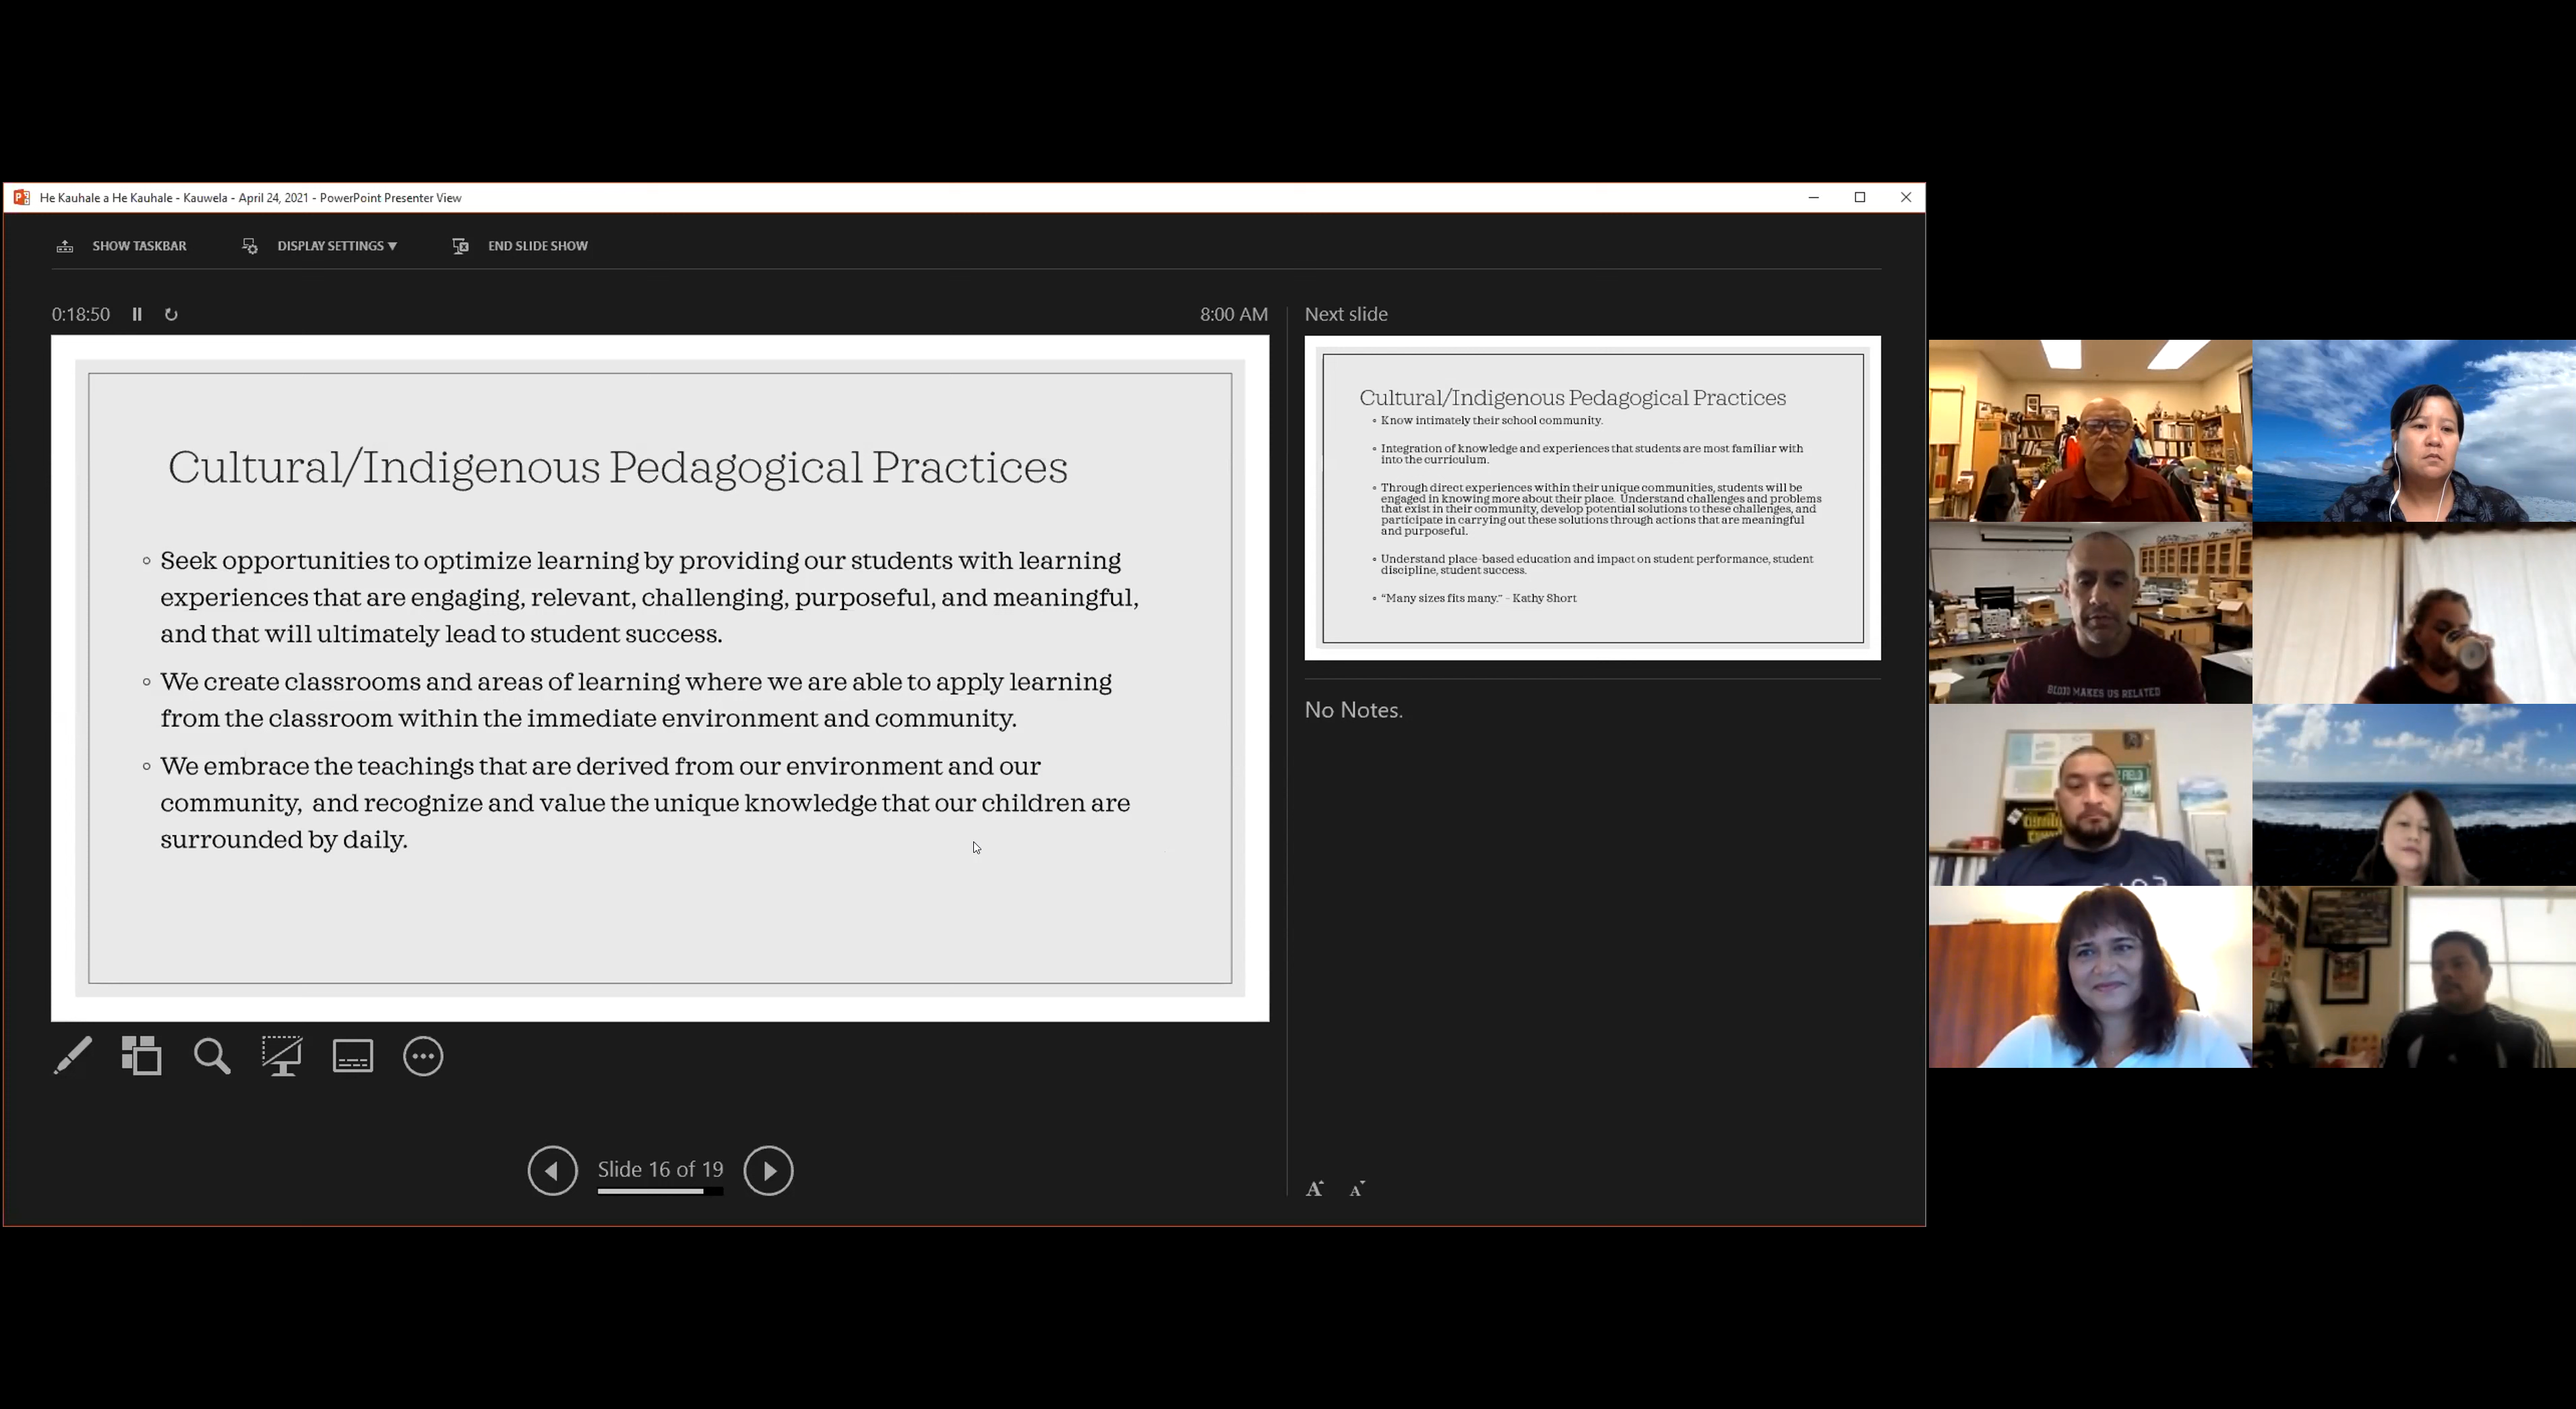 He Kauhale a He Kauhale - Kauwela - April 24, 2021 - PowerPoint Presenter View
SHOW TASKBAR
DISPLAY SETTINGS ▼
END SLIDE SHOW
0:18:50
8:00 AM
Cultural/Indigenous Pedagogical Practices
◦ Seek opportunities to optimize learning by providing our students with learning
experiences that are engaging, relevant, challenging, purposeful, and meaningful,
and that will ultimately lead to student success.
◦ We create classrooms and areas of learning where we are able to apply learning
from the classroom within the immediate environment and community.
◦ We embrace the teachings that are derived from our environment and our
community,  and recognize and value the unique knowledge that our children are
surrounded by daily.
Slide 16 of 19
Next slide
Cultural/Indigenous Pedagogical Practices
◦ Know intimately their school community.
◦ Integration of knowledge and experiences that students are most familiar with
into the curriculum.
◦ Through direct experiences within their unique communities, students will be
engaged in knowing more about their place.  Understand challenges and problems
that exist in their community, develop potential solutions to these challenges, and
participate in carrying out these solutions through actions that are meaningful
and purposeful.
◦ Understand place-based education and impact on student performance, student
discipline, student success.
◦ “Many sizes fits many.” - Kathy Short
No Notes.
A A
BLOOD MAKES US RELATED